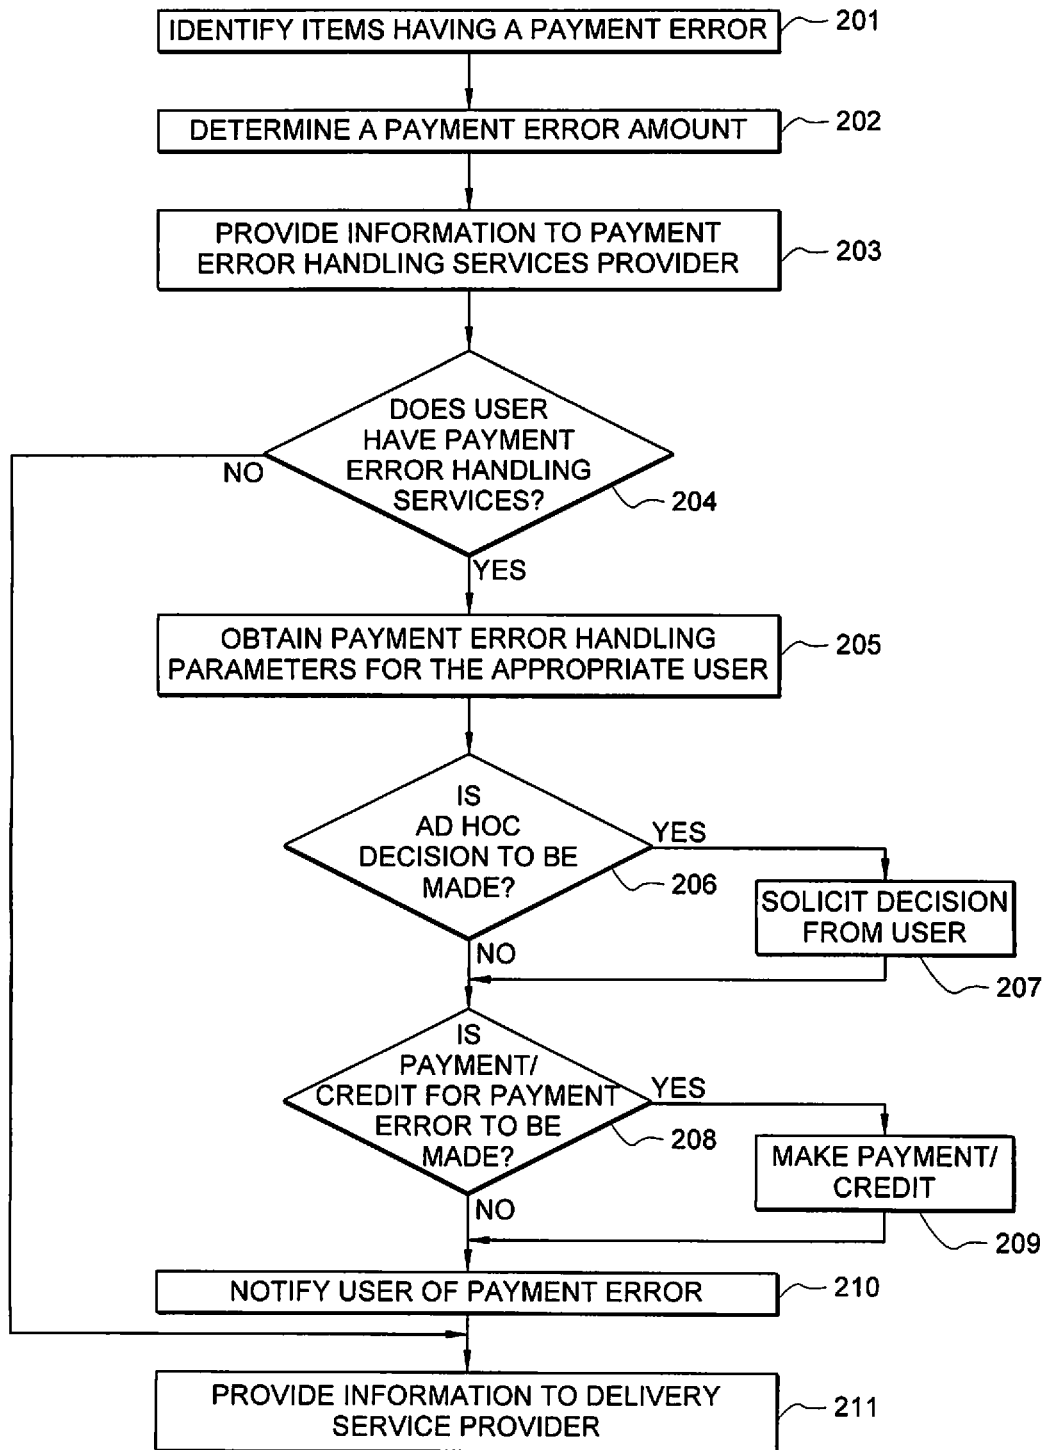 IDENTIFY ITEMS HAVING A PAYMENT ERROR
201
DETERMINE A PAYMENT ERROR AMOUNT
202
PROVIDE INFORMATION TO PAYMENT
ERROR HANDLING SERVICES PROVIDER
203
DOES USER
HAVE PAYMENT
ERROR HANDLING
SERVICES?
204
NO
YES
OBTAIN PAYMENT ERROR HANDLING
PARAMETERS FOR THE APPROPRIATE USER
205
IS
AD HOC
DECISION TO BE
MADE?
206
YES
SOLICIT DECISION
FROM USER
207
NO
IS
PAYMENT/
CREDIT FOR PAYMENT
ERROR TO BE
MADE?
208
YES
MAKE PAYMENT/
CREDIT
209
NO
NOTIFY USER OF PAYMENT ERROR
210
PROVIDE INFORMATION TO DELIVERY
SERVICE PROVIDER
211